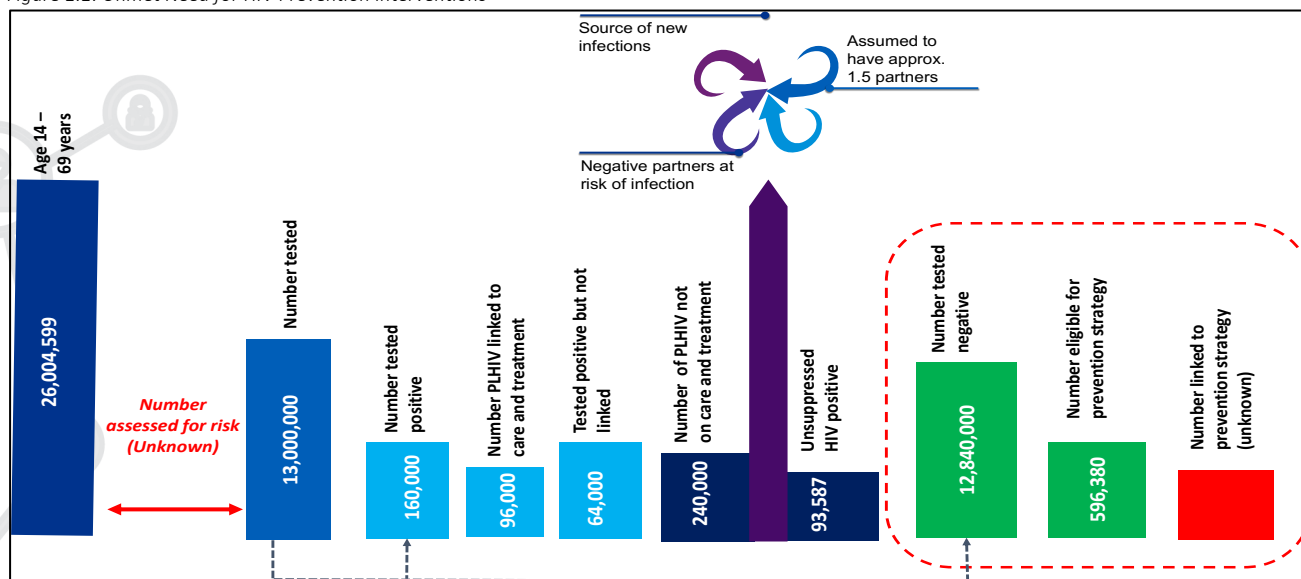 Source of new
infections
Assumed to
have approx.
1.5 partners
Negative partners at
risk of infection
Age 14 –
69 years
26,004,599
Number
assessed for risk
(Unknown)
Number tested
13,000,000
Number tested
positive
160,000
Number PLHIV linked to
care and treatment
96,000
Tested positive but not
linked
64,000
Number of PLHIV not
on care and treatment
240,000
Unsuppressed
HIV positive
93,587
Number tested
negative
12,840,000
Number eligible for
prevention strategy
596,380
Number linked to
prevention strategy
(unknown)